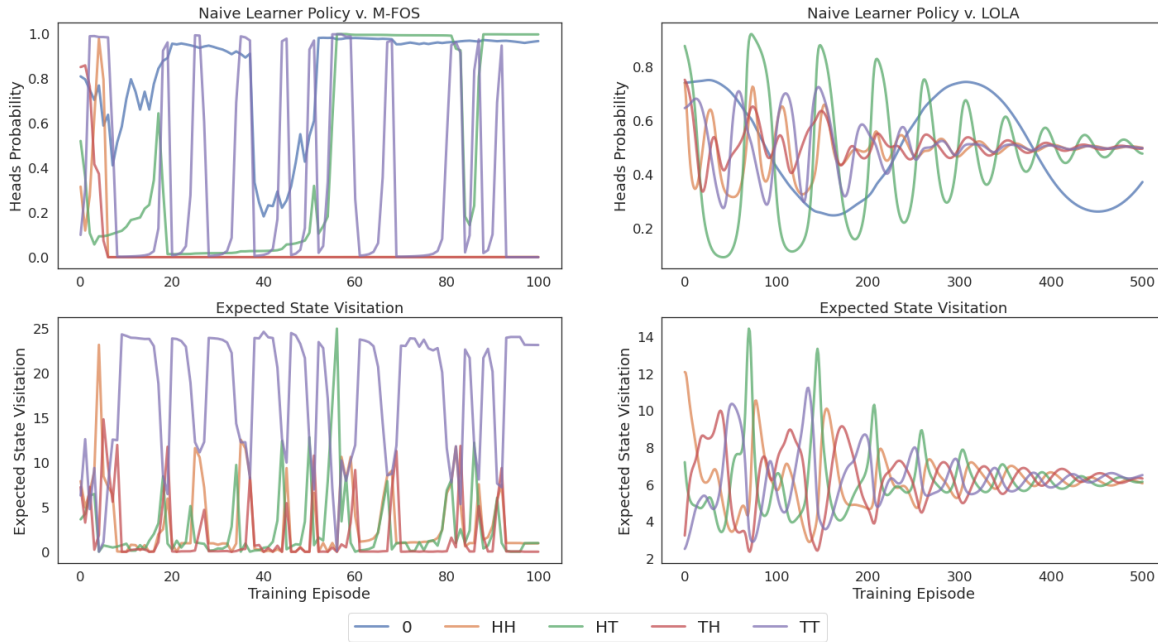 Naive Learner Policy v. M-FOS
Heads Probability
1.0
0.8
0.6
0.4
0.2
0.0
0 20 40 60 80 100
Naive Learner Policy v. LOLA
Heads Probability
0.8
0.6
0.4
0.2
0 100 200 300 400 500
Expected State Visitation
Expected State Visitation
25
20
15
10
5
0
0 20 40 60 80 100
Training Episode
Expected State Visitation
Expected State Visitation
14
12
10
8
6
4
2
0 100 200 300 400 500
Training Episode
0 HH HT TH TT